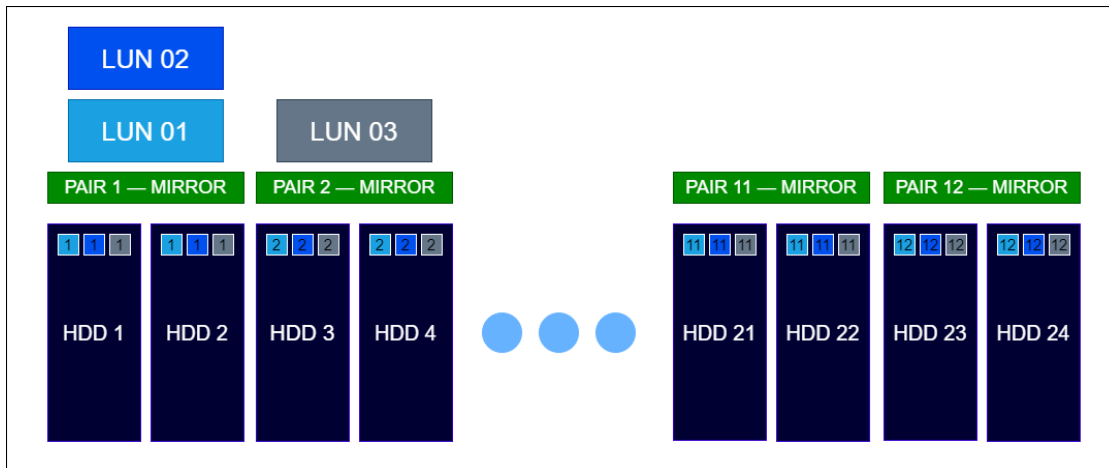 LUN 02
LUN 01 LUN 03
PAIR 1 — MIRROR PAIR 2 — MIRROR PAIR 11 — MIRROR PAIR 12 — MIRROR
1 1 1 1 1 1 2 2 2 2 2 2 11 11 11 11 11 11 12 12 12 12 12 12
HDD 1 HDD 2 HDD 3 HDD 4 HDD 21 HDD 22 HDD 23 HDD 24